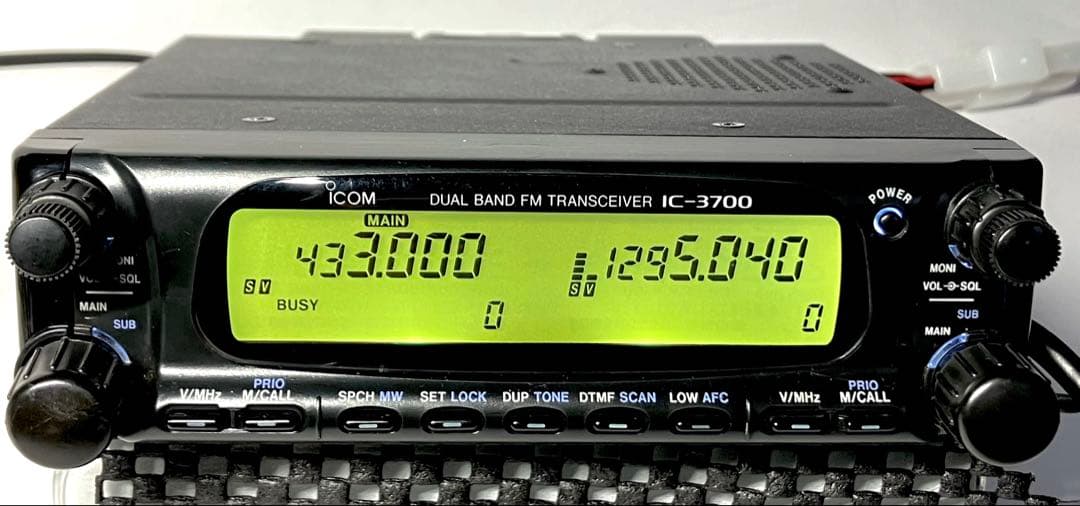 ICOM DUAL BAND FM TRANSCEIVER IC-3700
POWER
MAIN
433.000 1295.040
S V BUSY 0 S V 0
MONI
VOL SQL
MAIN
SUB
MONI
VOL SQL
SUB
MAIN
V/MHz PRIO M/CALL SPCH MW SET LOCK DUP TONE DTMF SCAN LOW AFC V/MHz PRIO M/CALL